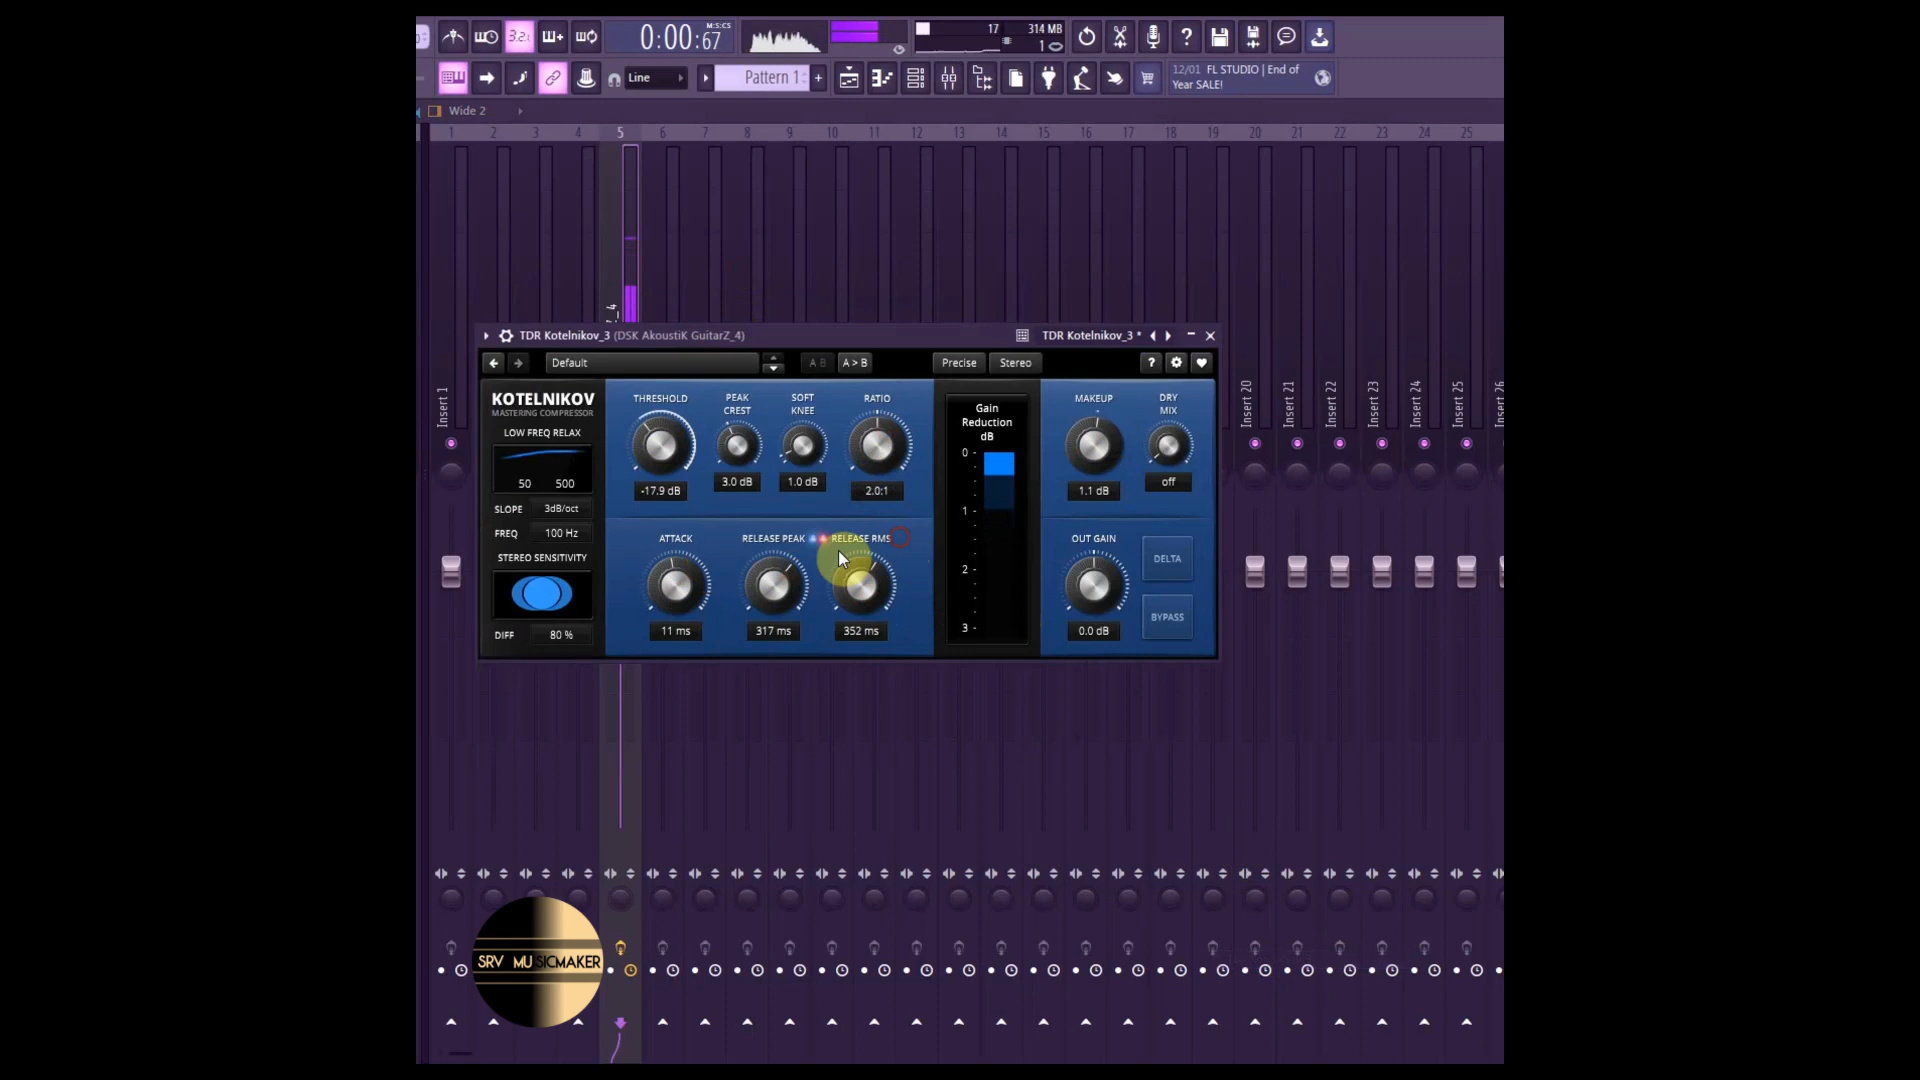 3.2.
0:00:67
M:S:CS
17
314 MB
1
Line
Pattern 1
+
12/01 FL STUDIO | End of
Year SALE!
Wide 2
1 2 3 4 5 6 7 8 9 10 11 12 13 14 15 16 17 18 19 20 21 22 23 24 25
TDR Kotelnikov_3 (DSK AkoustiK GuitarZ_4)
TDR Kotelnikov_3 *
Default
A B
A > B
Precise
Stereo
?
KOTELNIKOV
MASTERING COMPRESSOR
LOW FREQ RELAX
50 500
SLOPE 3dB/oct
FREQ 100 Hz
STEREO SENSITIVITY
DIFF 80 %
THRESHOLD
-17.9 dB
PEAK
CREST
3.0 dB
SOFT
KNEE
1.0 dB
RATIO
2.0:1
ATTACK
11 ms
RELEASE PEAK
317 ms
RELEASE RMS
352 ms
Gain
Reduction
dB
0
1
2
3
MAKEUP
1.1 dB
DRY
MIX
off
OUT GAIN
0.0 dB
DELTA
BYPASS
Insert 1
Insert 20
Insert 21
Insert 22
Insert 23
Insert 24
Insert 25
SRV MUSICMAKER